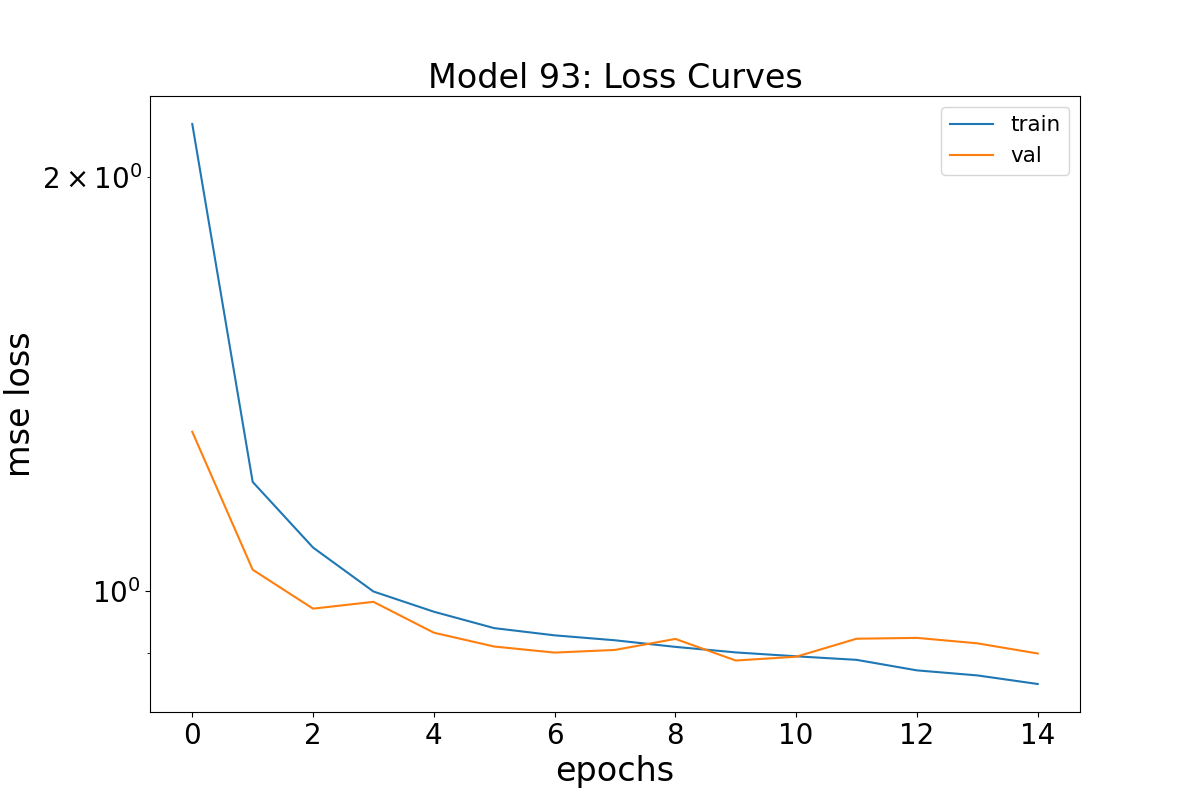 Model 93: Loss Curves
train
val
2 × 10⁰
10⁰
mse loss
0 2 4 6 8 10 12 14
epochs